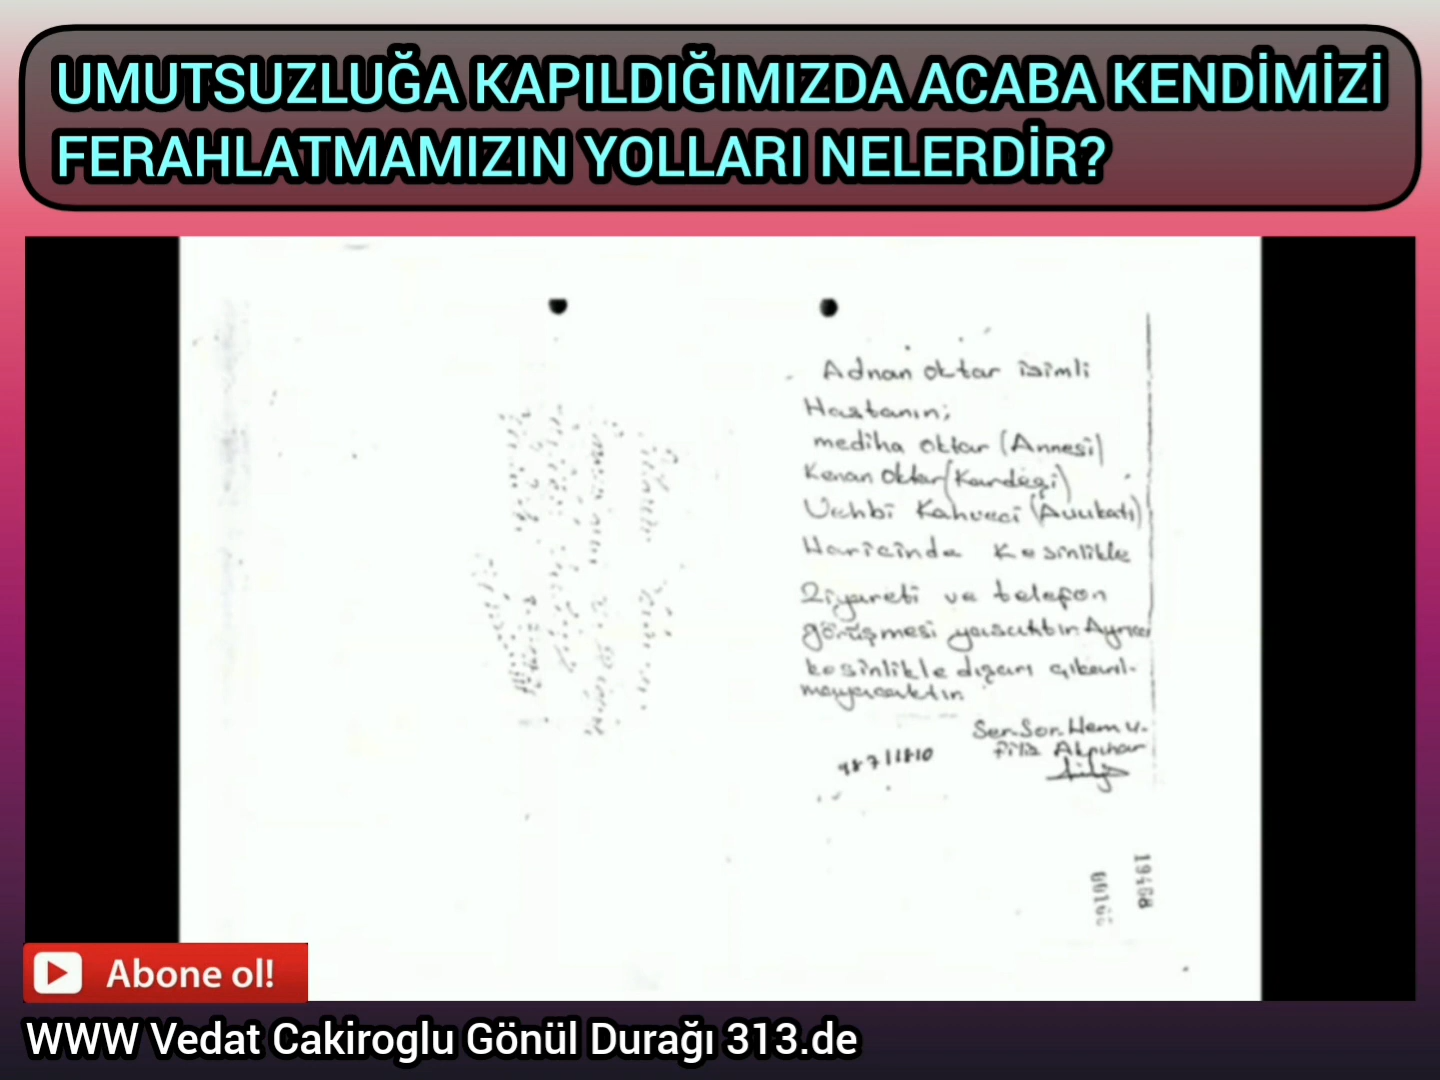 UMUTSUZLUĞA KAPILDIĞIMIZDA ACABA KENDİMİZİ
FERAHLATMAMIZIN YOLLARI NELERDİR?
Adnan Oktar isimli
Hastanın;
mediha Oktar (Annesi)
Kenan Oktar (Kardeşi)
Vehbi Kahveci (Avukatı)
Haricinde Kesinlikle
Ziyareti ve telefon
görüşmesi yasaktır. Ayrıca
kesinlikle dışarı çıkarıl-
mayacaktır.
Ser. Sor. Hem
Akpınar
Abone ol!
WWW Vedat Cakiroglu Gönül Durağı 313.de